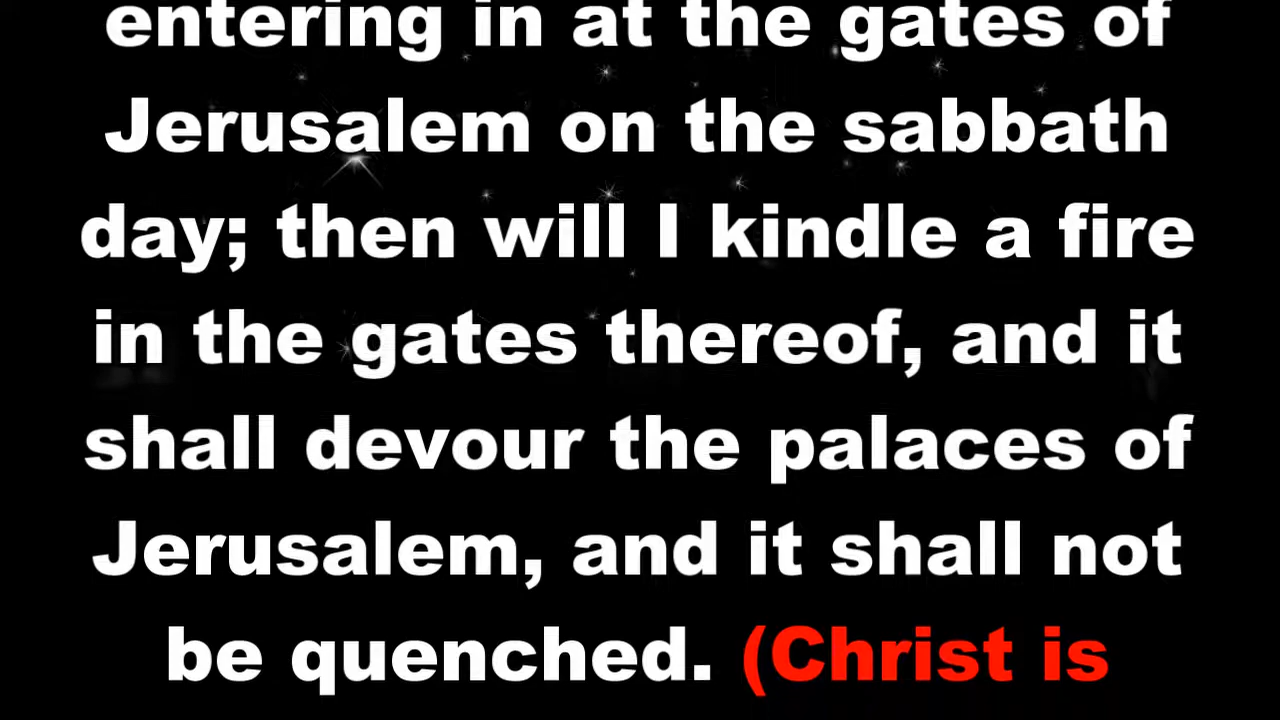 entering in at the gates of
Jerusalem on the sabbath
day; then will I kindle a fire
in the gates thereof, and it
shall devour the palaces of
Jerusalem, and it shall not
be quenched. (Christ is